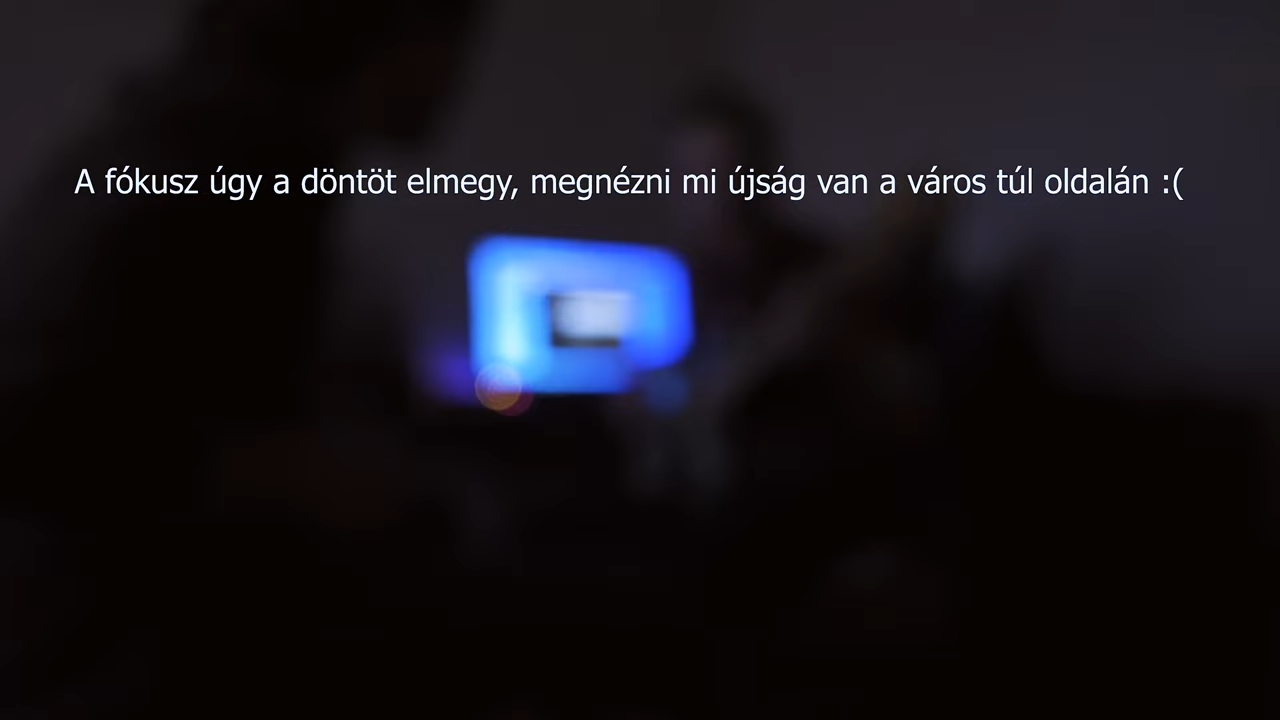 A fókusz úgy a döntöt elmegy, megnézni mi újság van a város túl oldalán :(